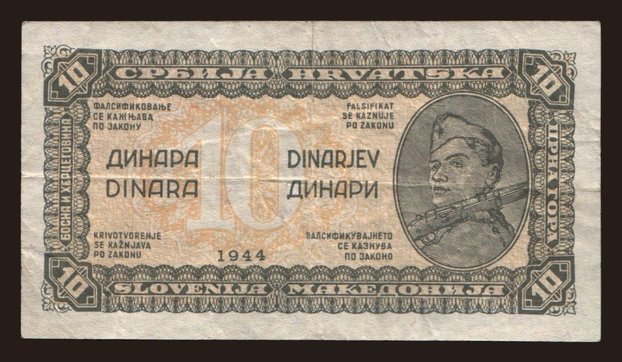 10 СРБИЈА HRVATSKA 10
ФАЛСИФИКОВАЊЕ
СЕ КАЖЊАВА
ПО ЗАКОНУ
FALSIFIKAT
SE KAZNUJE
PO ZAKONU
БОСНА И ХЕРЦЕГОВИНА
10
ДИНАРА DINARJEV
DINARA ДИНАРИ
ЦРНА ГОРА
KRIVOTVORENJE
SE KAŽNJAVA
PO ZAKONU
1944
ФАЛСИФИКУВАЈНЕТО
СЕ КАЗНУВА
ПО ЗАКОНО
10 SLOVENIJA МАКЕДОНИЈА 10